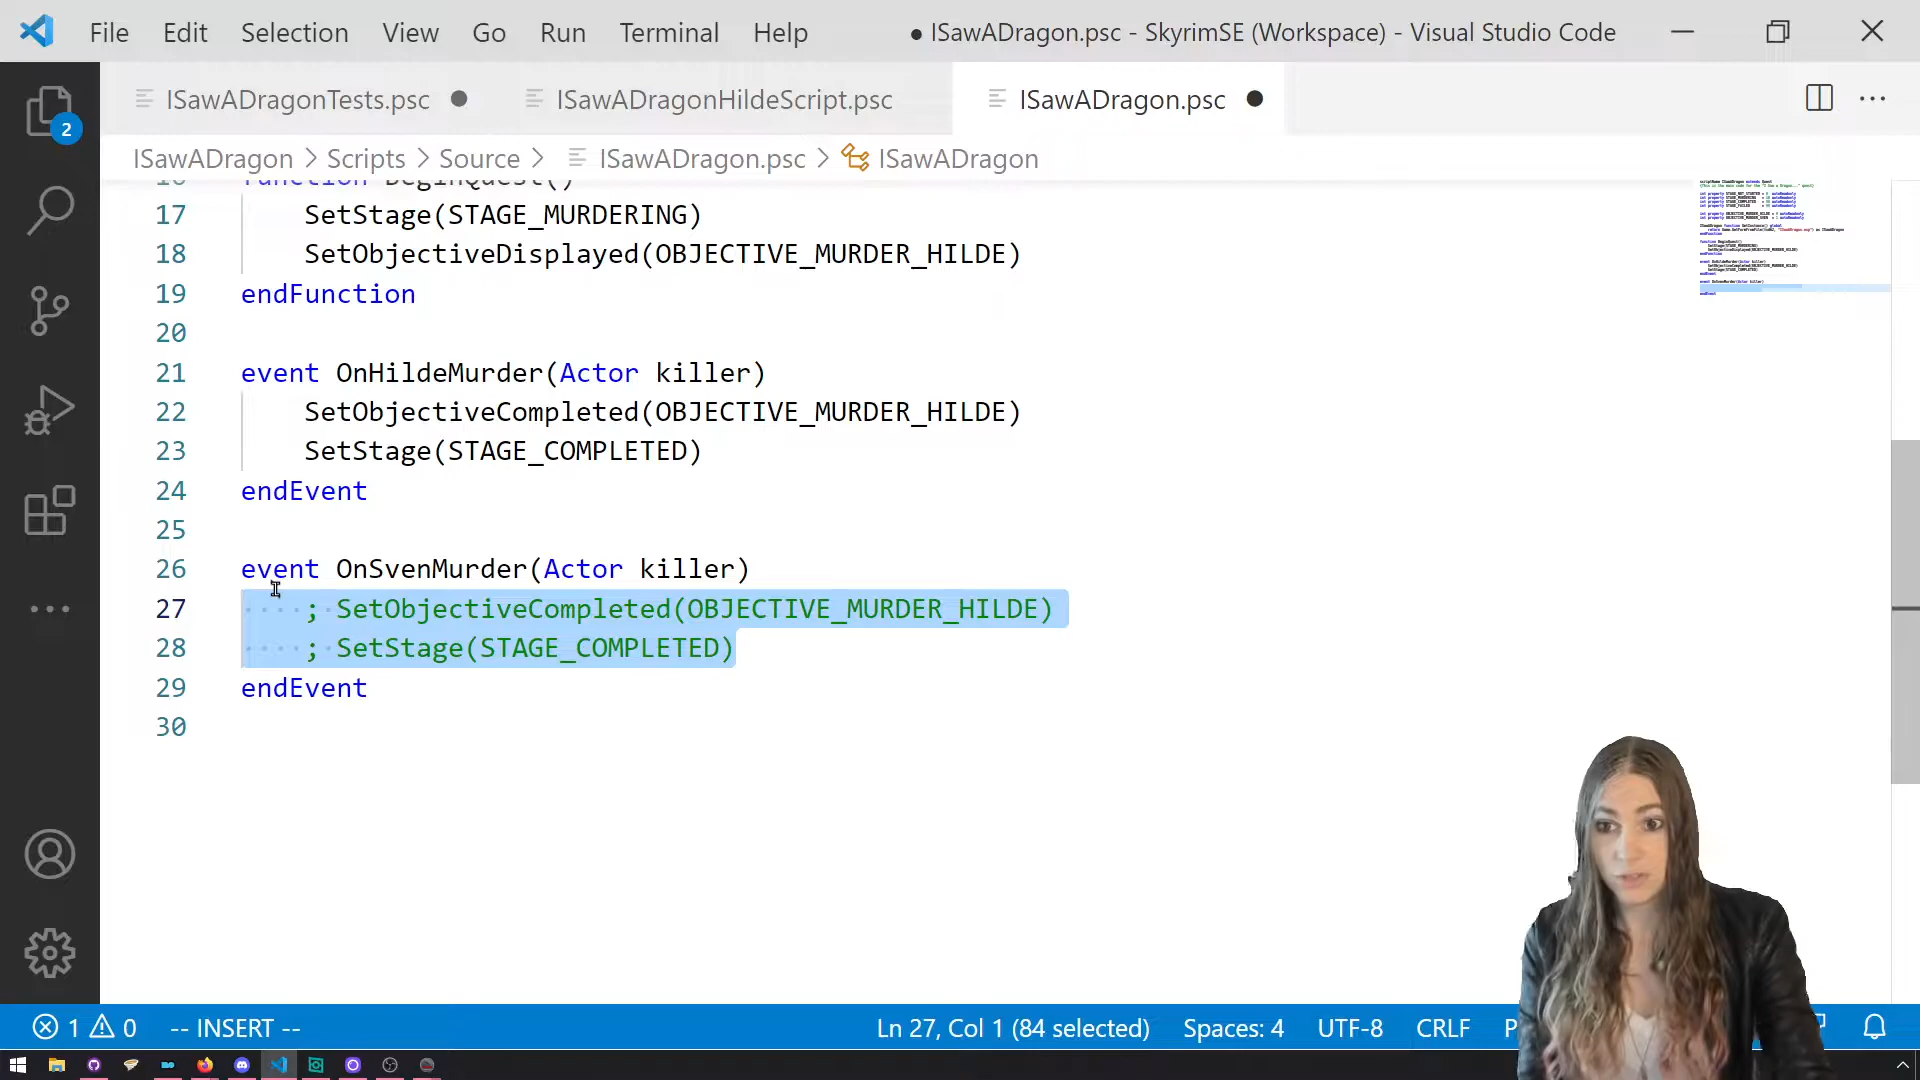 File Edit Selection View Go Run Terminal Help ● ISawADragon.psc - SkyrimSE (Workspace) - Visual Studio Code
ISawADragonTests.psc ISawADragonHildeScript.psc ISawADragon.psc
2
ISawADragon > Scripts > Source > ISawADragon.psc > ISawADragon
function BeginQuest()
17 SetStage(STAGE_MURDERING)
18 SetObjectiveDisplayed(OBJECTIVE_MURDER_HILDE)
19 endFunction
20
21 event OnHildeMurder(Actor killer)
22 SetObjectiveCompleted(OBJECTIVE_MURDER_HILDE)
23 SetStage(STAGE_COMPLETED)
24 endEvent
25
26 event OnSvenMurder(Actor killer)
27 ; SetObjectiveCompleted(OBJECTIVE_MURDER_HILDE)
28 ; SetStage(STAGE_COMPLETED)
29 endEvent
30
1 0 -- INSERT -- Ln 27, Col 1 (84 selected) Spaces: 4 UTF-8 CRLF P